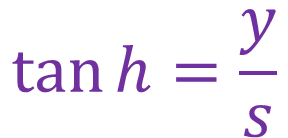 tan h = y/s